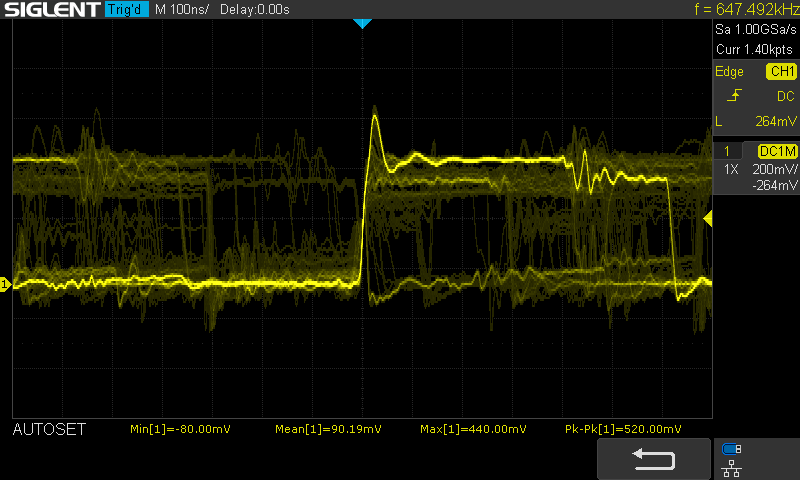 SIGLENT Trig'd M 100ns/ Delay:0.00s f = 647.492kHz
Sa 1.00GSa/s
Curr 1.40kpts
Edge CH1
DC
L 264mV
1 DC1M
1X 200mV/
-264mV
1
AUTOSET Min[1]=-80.00mV Mean[1]=90.19mV Max[1]=440.00mV Pk-Pk[1]=520.00mV